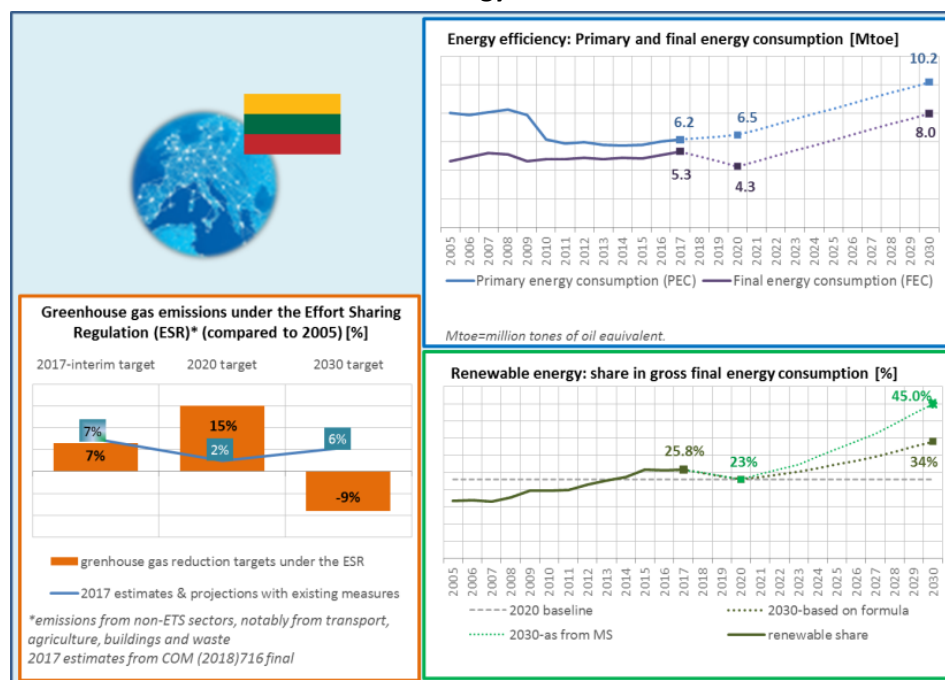 Energy efficiency: Primary and final energy consumption [Mtoe]
10.2
6.2
6.5
8.0
5.3
4.3
2005 2006 2007 2008 2009 2010 2011 2012 2013 2014 2015 2016 2017 2018 2019 2020 2021 2022 2023 2024 2025 2026 2027 2028 2029 2030
Primary energy consumption (PEC) Final energy consumption (FEC)
Mtoe=million tones of oil equivalent.
Greenhouse gas emissions under the Effort Sharing
Regulation (ESR)* (compared to 2005) [%]
2017-interim target 2020 target 2030 target
7%
7%
15%
2%
6%
-9%
grenhouse gas reduction targets under the ESR
2017 estimates & projections with existing measures
*emissions from non-ETS sectors, notably from transport,
agriculture, buildings and waste
2017 estimates from COM (2018)716 final
Renewable energy: share in gross final energy consumption [%]
45.0%
25.8%
23%
34%
2005 2006 2007 2008 2009 2010 2011 2012 2013 2014 2015 2016 2017 2018 2019 2020 2021 2022 2023 2024 2025 2026 2027 2028 2029 2030
2020 baseline 2030-based on formula
2030-as from MS renewable share